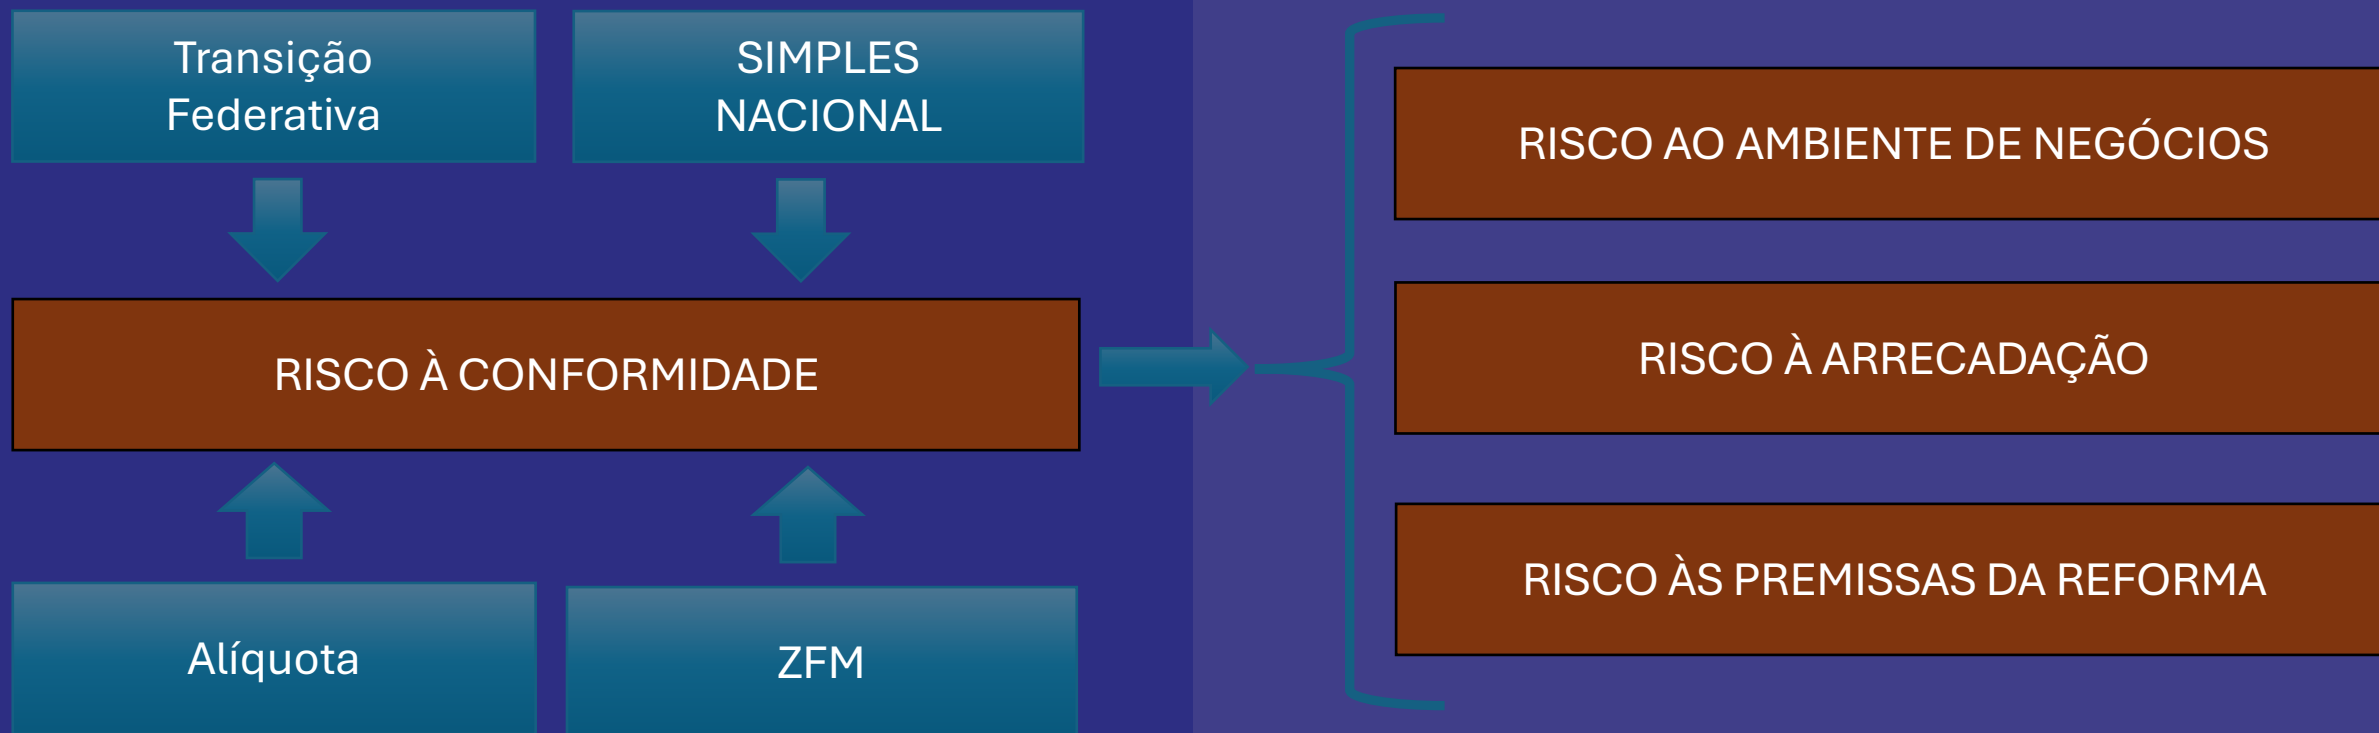 Transição
Federativa
SIMPLES
NACIONAL
RISCO À CONFORMIDADE
Alíquota
ZFM
RISCO AO AMBIENTE DE NEGÓCIOS
RISCO À ARRECADAÇÃO
RISCO ÀS PREMISSAS DA REFORMA